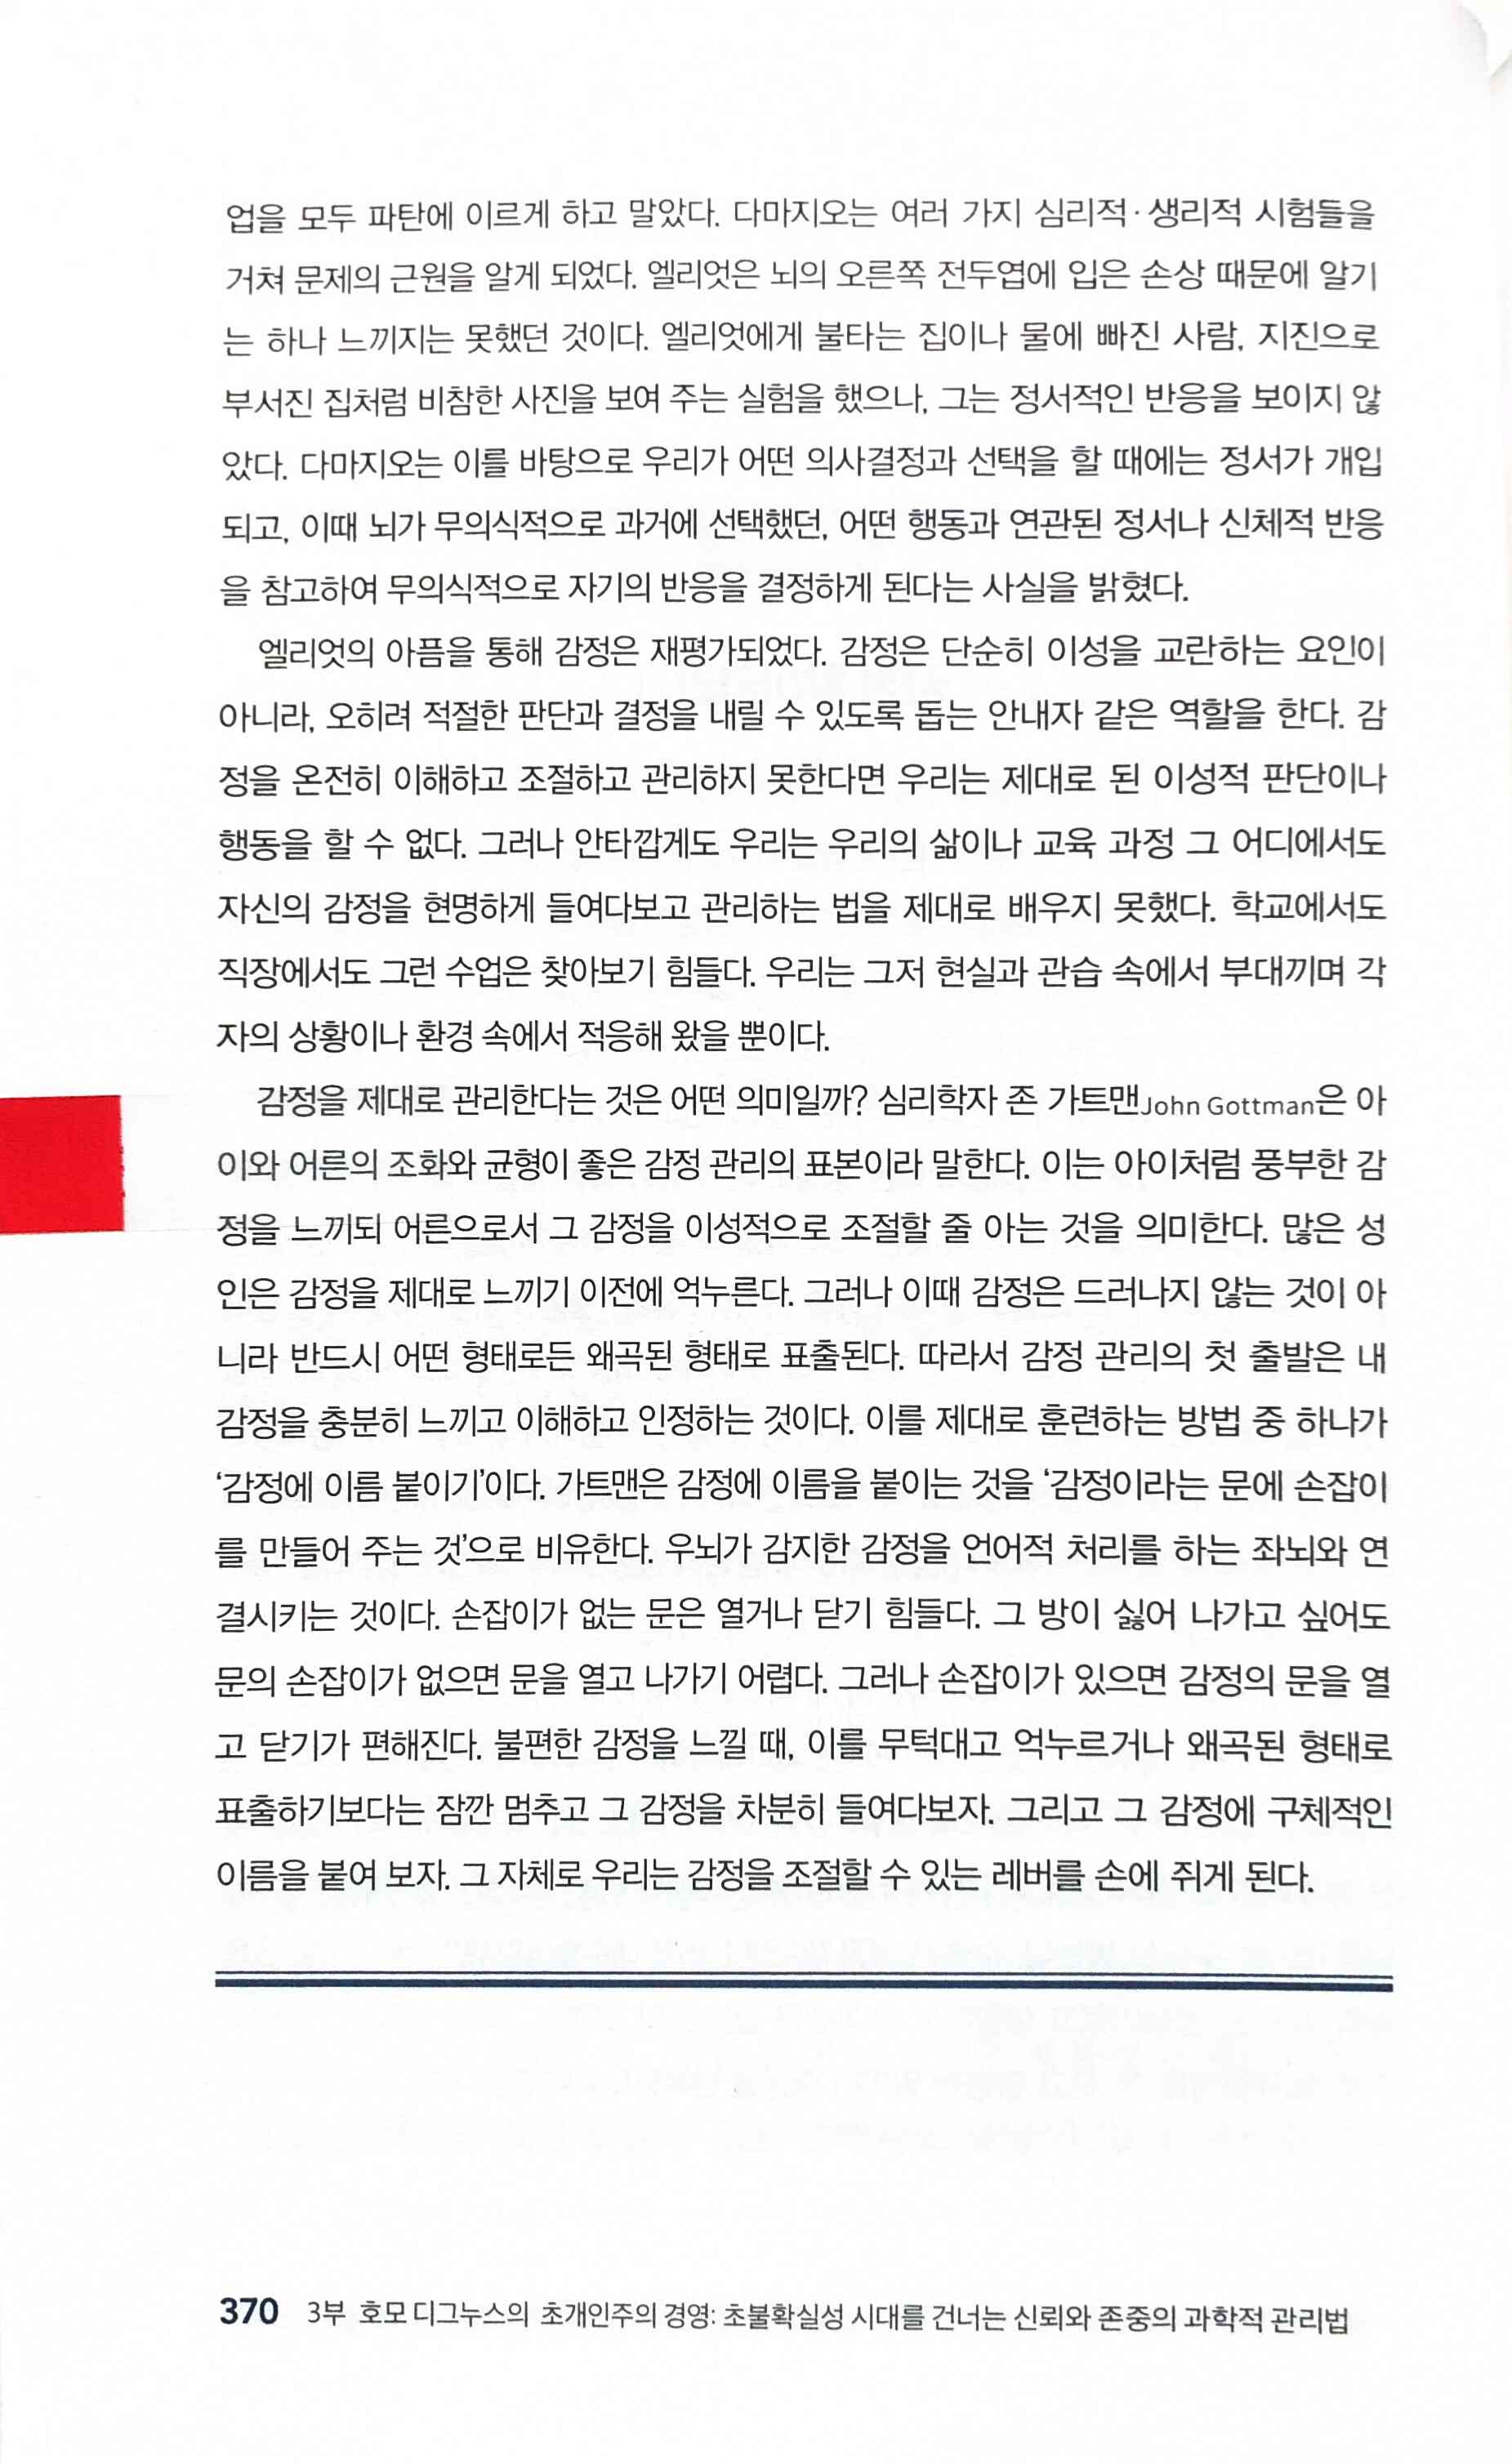 업을 모두 파탄에 이르게 하고 말았다. 다마지오는 여러 가지 심리적·생리적 시험들을
거쳐 문제의 근원을 알게 되었다. 엘리엇은 뇌의 오른쪽 전두엽에 입은 손상 때문에 알기
는 하나 느끼지는 못했던 것이다. 엘리엇에게 불타는 집이나 물에 빠진 사람, 지진으로
부서진 집처럼 비참한 사진을 보여 주는 실험을 했으나, 그는 정서적인 반응을 보이지 않
았다. 다마지오는 이를 바탕으로 우리가 어떤 의사결정과 선택을 할 때에는 정서가 개입
되고, 이때 뇌가 무의식적으로 과거에 선택했던, 어떤 행동과 연관된 정서나 신체적 반응
을 참고하여 무의식적으로 자기의 반응을 결정하게 된다는 사실을 밝혔다.
엘리엇의 아픔을 통해 감정은 재평가되었다. 감정은 단순히 이성을 교란하는 요인이
아니라, 오히려 적절한 판단과 결정을 내릴 수 있도록 돕는 안내자 같은 역할을 한다. 감
정을 온전히 이해하고 조절하고 관리하지 못한다면 우리는 제대로 된 이성적 판단이나
행동을 할 수 없다. 그러나 안타깝게도 우리는 우리의 삶이나 교육 과정 그 어디에서도
자신의 감정을 현명하게 들여다보고 관리하는 법을 제대로 배우지 못했다. 학교에서도
직장에서도 그런 수업은 찾아보기 힘들다. 우리는 그저 현실과 관습 속에서 부대끼며 각
자의 상황이나 환경 속에서 적응해 왔을 뿐이다.
감정을 제대로 관리한다는 것은 어떤 의미일까? 심리학자 존 가트맨John Gottman은 아
이와 어른의 조화와 균형이 좋은 감정 관리의 표본이라 말한다. 이는 아이처럼 풍부한 감
정을 느끼되 어른으로서 그 감정을 이성적으로 조절할 줄 아는 것을 의미한다. 많은 성
인은 감정을 제대로 느끼기 이전에 억누른다. 그러나 이때 감정은 드러나지 않는 것이 아
니라 반드시 어떤 형태로든 왜곡된 형태로 표출된다. 따라서 감정 관리의 첫 출발은 내
감정을 충분히 느끼고 이해하고 인정하는 것이다. 이를 제대로 훈련하는 방법 중 하나가
‘감정에 이름 붙이기’이다. 가트맨은 감정에 이름을 붙이는 것을 ‘감정이라는 문에 손잡이
를 만들어 주는 것’으로 비유한다. 우뇌가 감지한 감정을 언어적 처리를 하는 좌뇌와 연
결시키는 것이다. 손잡이가 없는 문은 열거나 닫기 힘들다. 그 방이 싫어 나가고 싶어도
문의 손잡이가 없으면 문을 열고 나가기 어렵다. 그러나 손잡이가 있으면 감정의 문을 열
고 닫기가 편해진다. 불편한 감정을 느낄 때, 이를 무턱대고 억누르거나 왜곡된 형태로
표출하기보다는 잠깐 멈추고 그 감정을 차분히 들여다보자. 그리고 그 감정에 구체적인
이름을 붙여 보자. 그 자체로 우리는 감정을 조절할 수 있는 레버를 손에 쥐게 된다.
370 3부 호모 디그누스의 초개인주의 경영: 초불확실성 시대를 건너는 신뢰와 존중의 과학적 관리법